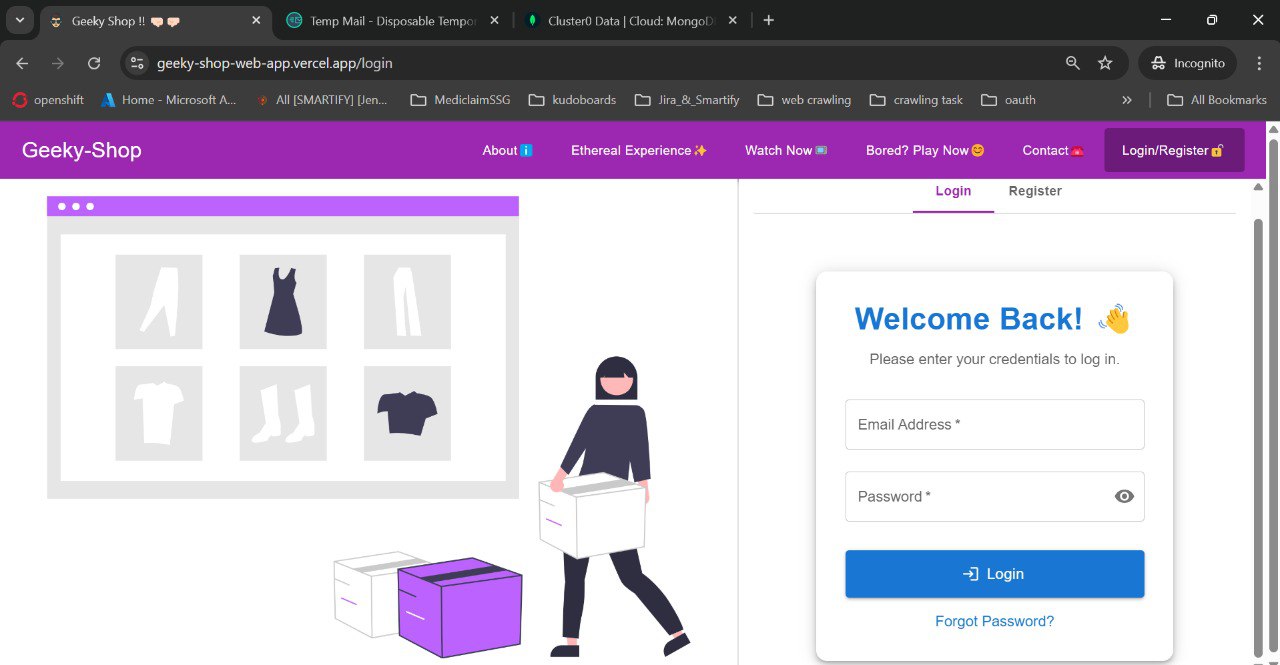 Geeky Shop !! 🤜🏻🤛🏻
Temp Mail - Disposable Tempor
Cluster0 Data | Cloud: MongoD
geeky-shop-web-app.vercel.app/login
Incognito
openshift
Home - Microsoft A...
All [SMARTIFY] [Jen...
MediclaimSSG
kudoboards
Jira_&_Smartify
web crawling
crawling task
oauth
»
All Bookmarks
Geeky-Shop
Aboutℹ️
Ethereal Experience✨
Watch Now📼
Bored? Play Now😊
Contact☎️
Login/Register🔓
Login
Register
Welcome Back! 👋
Please enter your credentials to log in.
Email Address *
Password *
Login
Forgot Password?